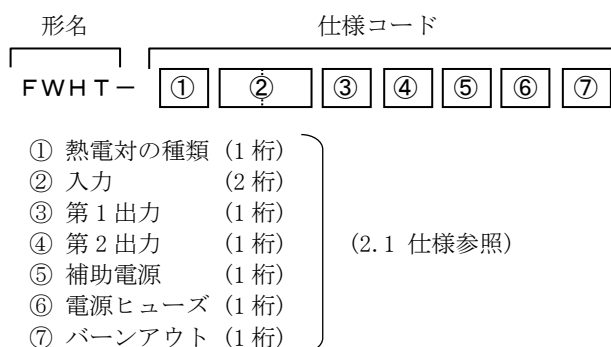 形名 仕様コード
FWHT- ① ② ③ ④ ⑤ ⑥ ⑦
① 熱電対の種類 (1 桁)
② 入力 (2 桁)
③ 第1出力 (1 桁)
④ 第2出力 (1 桁)
⑤ 補助電源 (1 桁)
⑥ 電源ヒューズ (1 桁)
⑦ バーンアウト (1 桁)
(2.1 仕様参照)